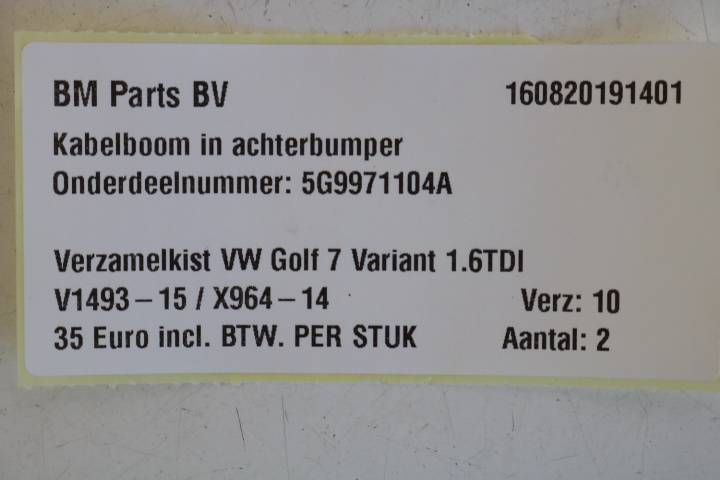 BM Parts BV 160820191401
Kabelboom in achterbumper
Onderdeelnummer: 5G9971104A
Verzamelkist VW Golf 7 Variant 1.6TDI
V1493-15 / X964-14 Verz: 10
35 Euro incl. BTW. PER STUK Aantal: 2